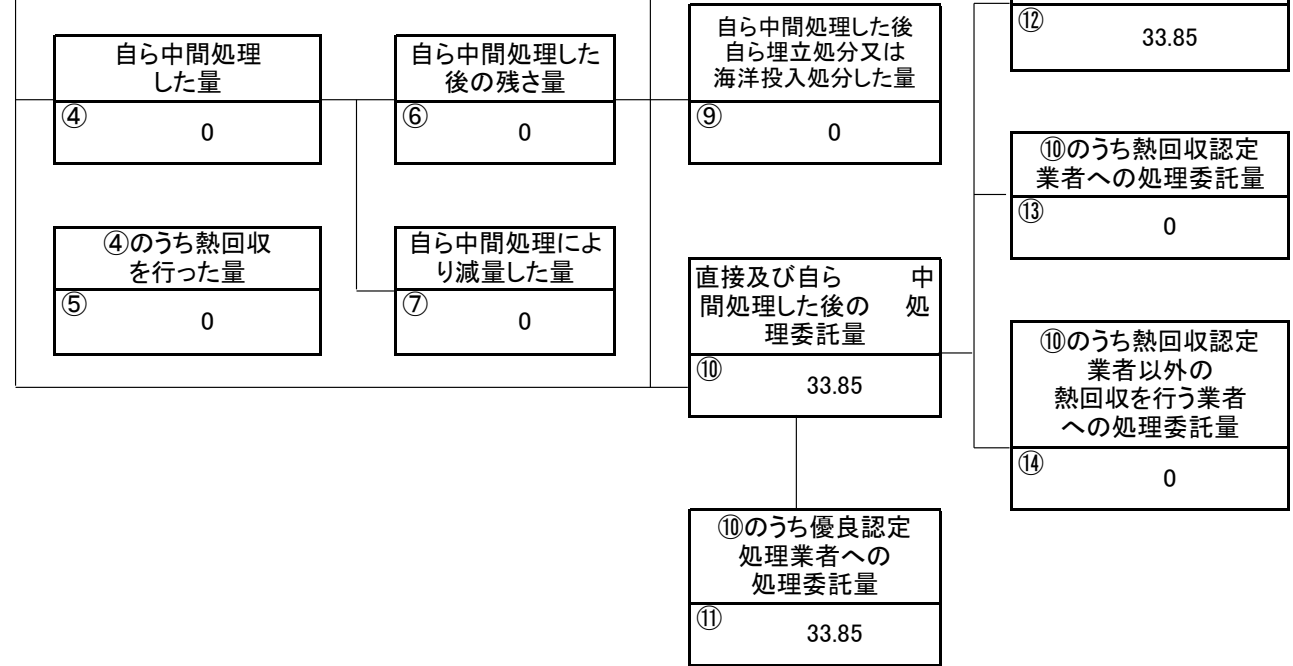 ⑫
33.85
自ら中間処理
した量
④
0
自ら中間処理した
後の残さ量
⑥
0
自ら中間処理した後
自ら埋立処分又は
海洋投入処分した量
⑨
0
⑩のうち熱回収認定
業者への処理委託量
⑬
0
④のうち熱回収
を行った量
⑤
0
自ら中間処理によ
り減量した量
⑦
0
直接及び自ら 中
間処理した後の 処
理委託量
⑩
33.85
⑩のうち熱回収認定
業者以外の
熱回収を行う業者
への処理委託量
⑭
0
⑩のうち優良認定
処理業者への
処理委託量
⑪
33.85